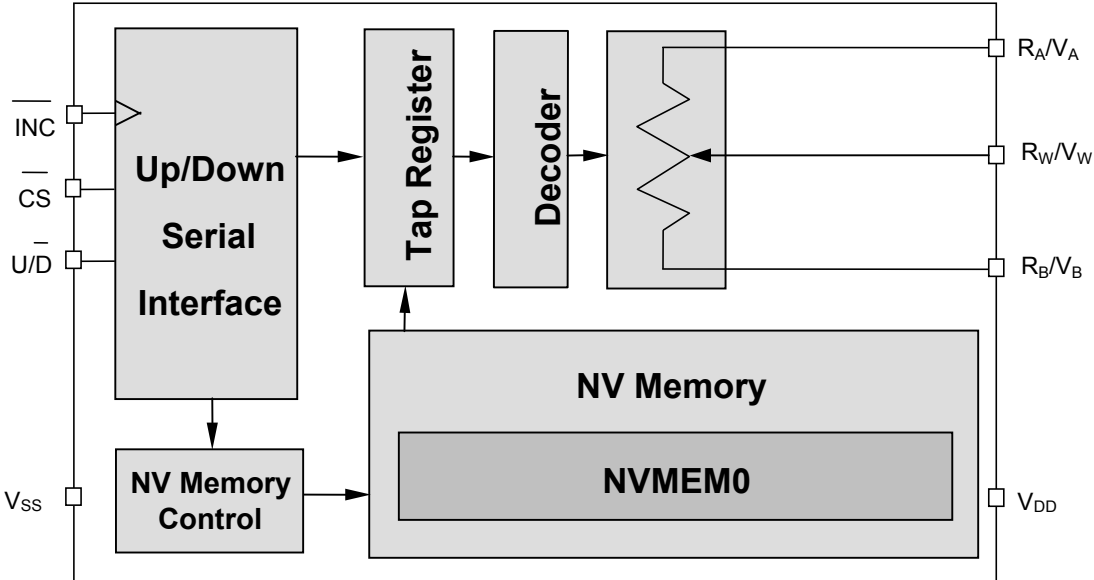 INC
CS
U/D
VSS
Up/Down
Serial
Interface
Tap Register
Decoder
RA/VA
RW/VW
RB/VB
NV Memory
Control
NV Memory
NVMEM0
VDD